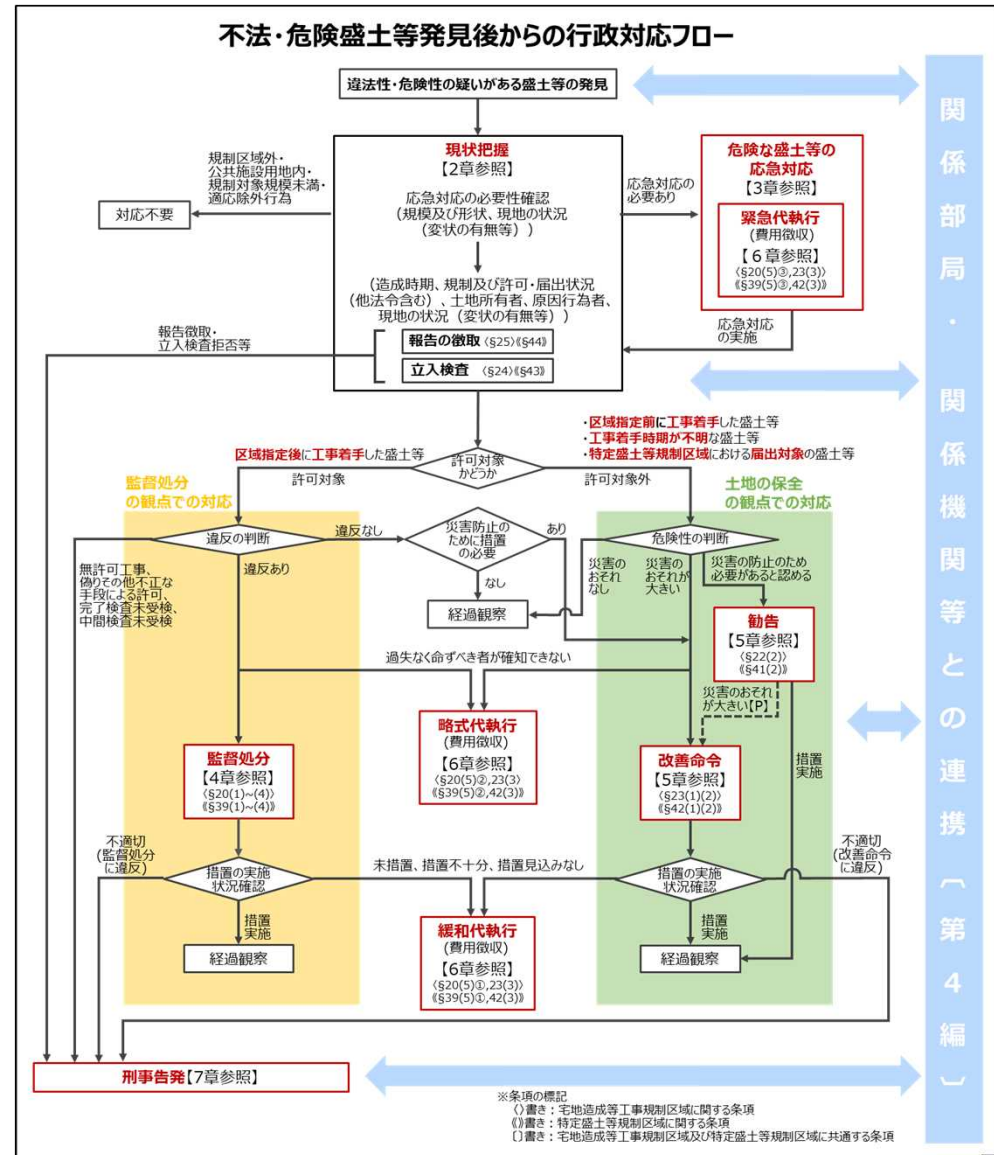 不法・危険盛土等発見後からの行政対応フロー
違法性・危険性の疑いがある盛土等の発見
現状把握
【2章参照】
応急対応の必要性確認
(規模及び形状、現地の状況
(変状の有無等))
(造成時期、規制及び許可・届出状況
(他法令含む)、土地所有者、原因行為者、
現地の状況(変状の有無等))
報告の徴取〈§25〉《§44》
立入検査 〈§24〉《§43》
規制区域外・
公共施設用地内・
規制対象規模未満・
適応除外行為
対応不要
応急対応の
必要あり
危険な盛土等の
応急対応
【3章参照】
緊急代執行
(費用徴収)
【6章参照】
〈§20(5)③,23(3)〉
《§39(5)③,42(3)》
応急対応
の実施
報告徴取・
立入検査拒否等
区域指定後に工事着手した盛土等
・区域指定前に工事着手した盛土等
・工事着手時期が不明な盛土等
・特定盛土等規制区域における届出対象の盛土等
許可対象
かどうか
許可対象
許可対象外
監督処分
の観点での対応
土地の保全
の観点での対応
違反の判断
違反なし
災害防止の
ために措置
の必要
あり
危険性の判断
無許可工事、
偽りその他不正な
手段による許可、
完了検査未受検、
中間検査未受検
違反あり
なし
経過観察
災害の
おそれ
なし
災害の
おそれが
大きい
災害の防止のため
必要があると認める
勧告
【5章参照】
〈§22(2)〉
《§41(2)》
過失なく命ずべき者が確知できない
略式代執行
(費用徴収)
【6章参照】
〈§20(5)②,23(3〉
《§39(5)②,42(3)》
災害のおそれ
が大きい【P】
監督処分
【4章参照】
〈§20(1)~(4)〉
《§39(1)~(4)》
改善命令
【5章参照】
〈§23(1)(2)〉
《§42(1)(2)》
措置
実施
不適切
(監督処分
に違反)
措置の実施
状況確認
未措置、措置不十分、措置見込みなし
措置の実施
状況確認
不適切
(改善命令
に違反)
措置
実施
経過観察
緩和代執行
(費用徴収)
【6章参照】
〈§20(5)①,23(3)〉
《§39(5)①,42(3)》
措置
実施
経過観察
刑事告発【7章参照】
関係部局・関係機関等との連携〔第4編〕
※条項の標記
〈〉書き:宅地造成等工事規制区域に関する条項
《》書き:特定盛土等規制区域に関する条項
〔〕書き:宅地造成等工事規制区域及び特定盛土等規制区域に共通する条項